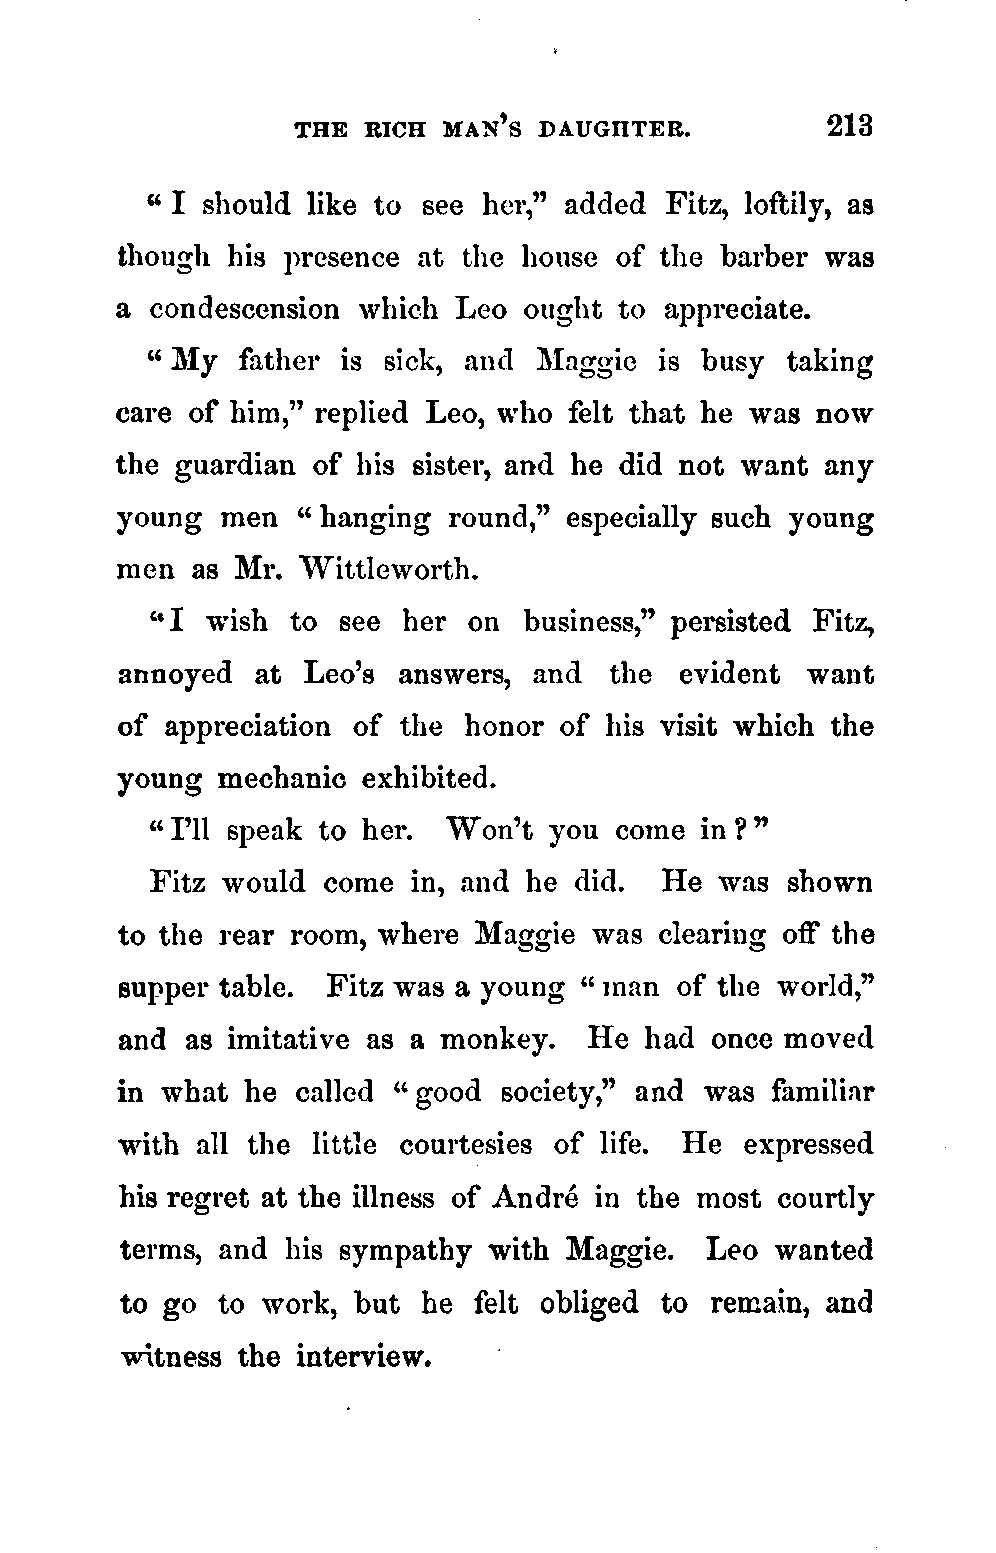 THE RICH MAN'S DAUGHTER. 213
“ I should like to see her,” added Fitz, loftily, as
though his presence at the house of the barber was
a condescension which Leo ought to appreciate.
“ My father is sick, and Maggie is busy taking
care of him,” replied Leo, who felt that he was now
the guardian of his sister, and he did not want any
young men “ hanging round,” especially such young
men as Mr. Wittleworth.
“I wish to see her on business,” persisted Fitz,
annoyed at Leo’s answers, and the evident want
of appreciation of the honor of his visit which the
young mechanic exhibited.
“ I’ll speak to her. Won’t you come in ? ”
Fitz would come in, and he did. He was shown
to the rear room, where Maggie was clearing off the
supper table. Fitz was a young “ man of the world,”
and as imitative as a monkey. He had once moved
in what he called “ good society,” and was familiar
with all the little courtesies of life. He expressed
his regret at the illness of André in the most courtly
terms, and his sympathy with Maggie. Leo wanted
to go to work, but he felt obliged to remain, and
witness the interview.